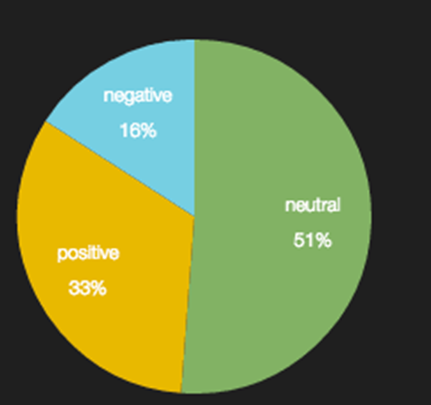 negative
16%
neutral
51%
positive
33%